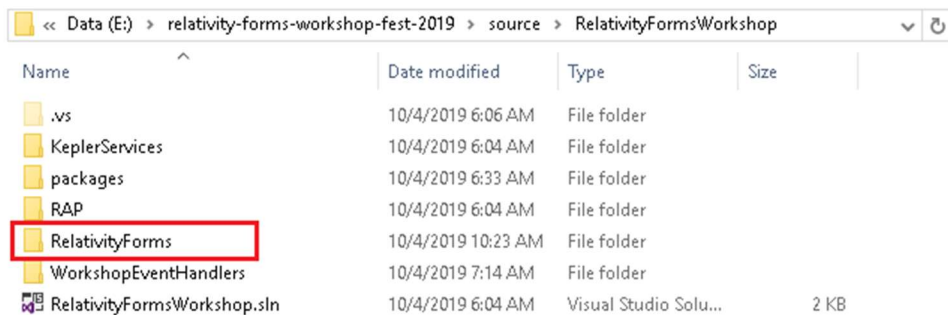 « Data (E:) > relativity-forms-workshop-fest-2019 > source > RelativityFormsWorkshop
Name Date modified Type Size
.vs 10/4/2019 6:06 AM File folder
KeplerServices 10/4/2019 6:04 AM File folder
packages 10/4/2019 6:33 AM File folder
RAP 10/4/2019 6:04 AM File folder
RelativityForms 10/4/2019 10:23 AM File folder
WorkshopEventHandlers 10/4/2019 7:14 AM File folder
RelativityFormsWorkshop.sln 10/4/2019 6:04 AM Visual Studio Solu... 2 KB